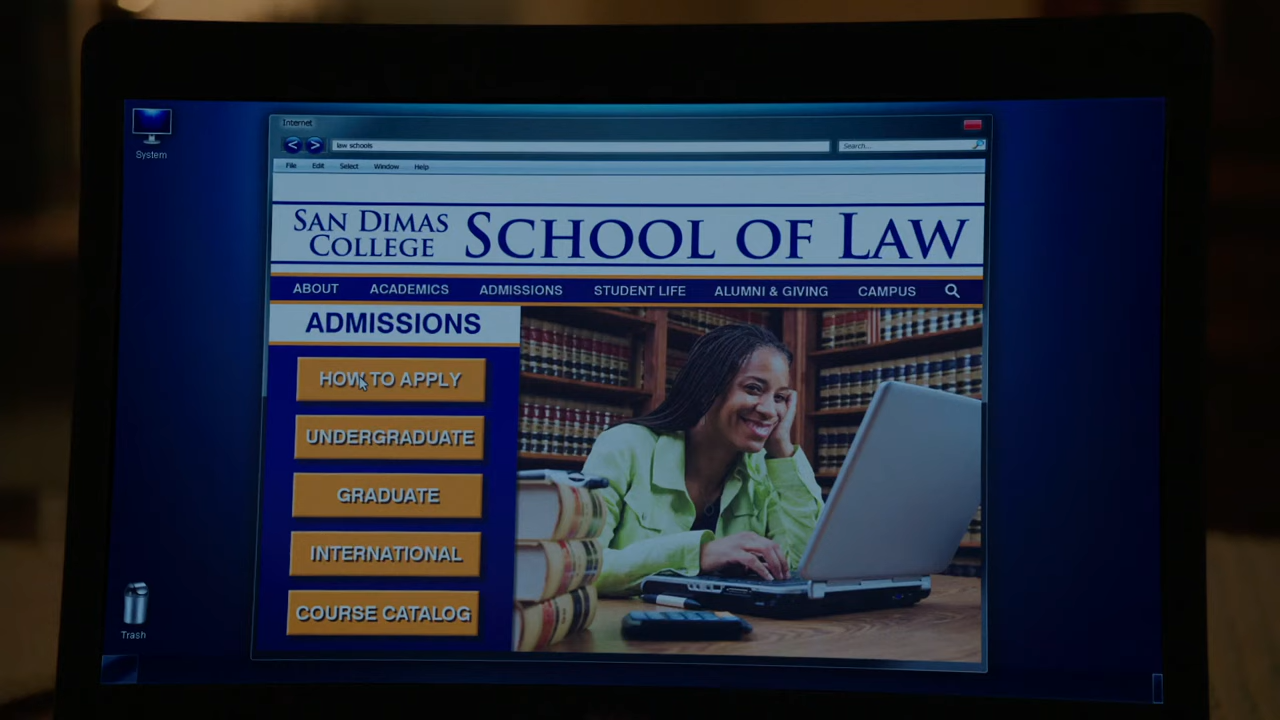 System
Internet
law schools
Search...
File Edit Select Window Help
SAN DIMAS COLLEGE
SCHOOL OF LAW
ABOUT ACADEMICS ADMISSIONS STUDENT LIFE ALUMNI & GIVING CAMPUS
ADMISSIONS
HOW TO APPLY
UNDERGRADUATE
GRADUATE
INTERNATIONAL
COURSE CATALOG
Trash